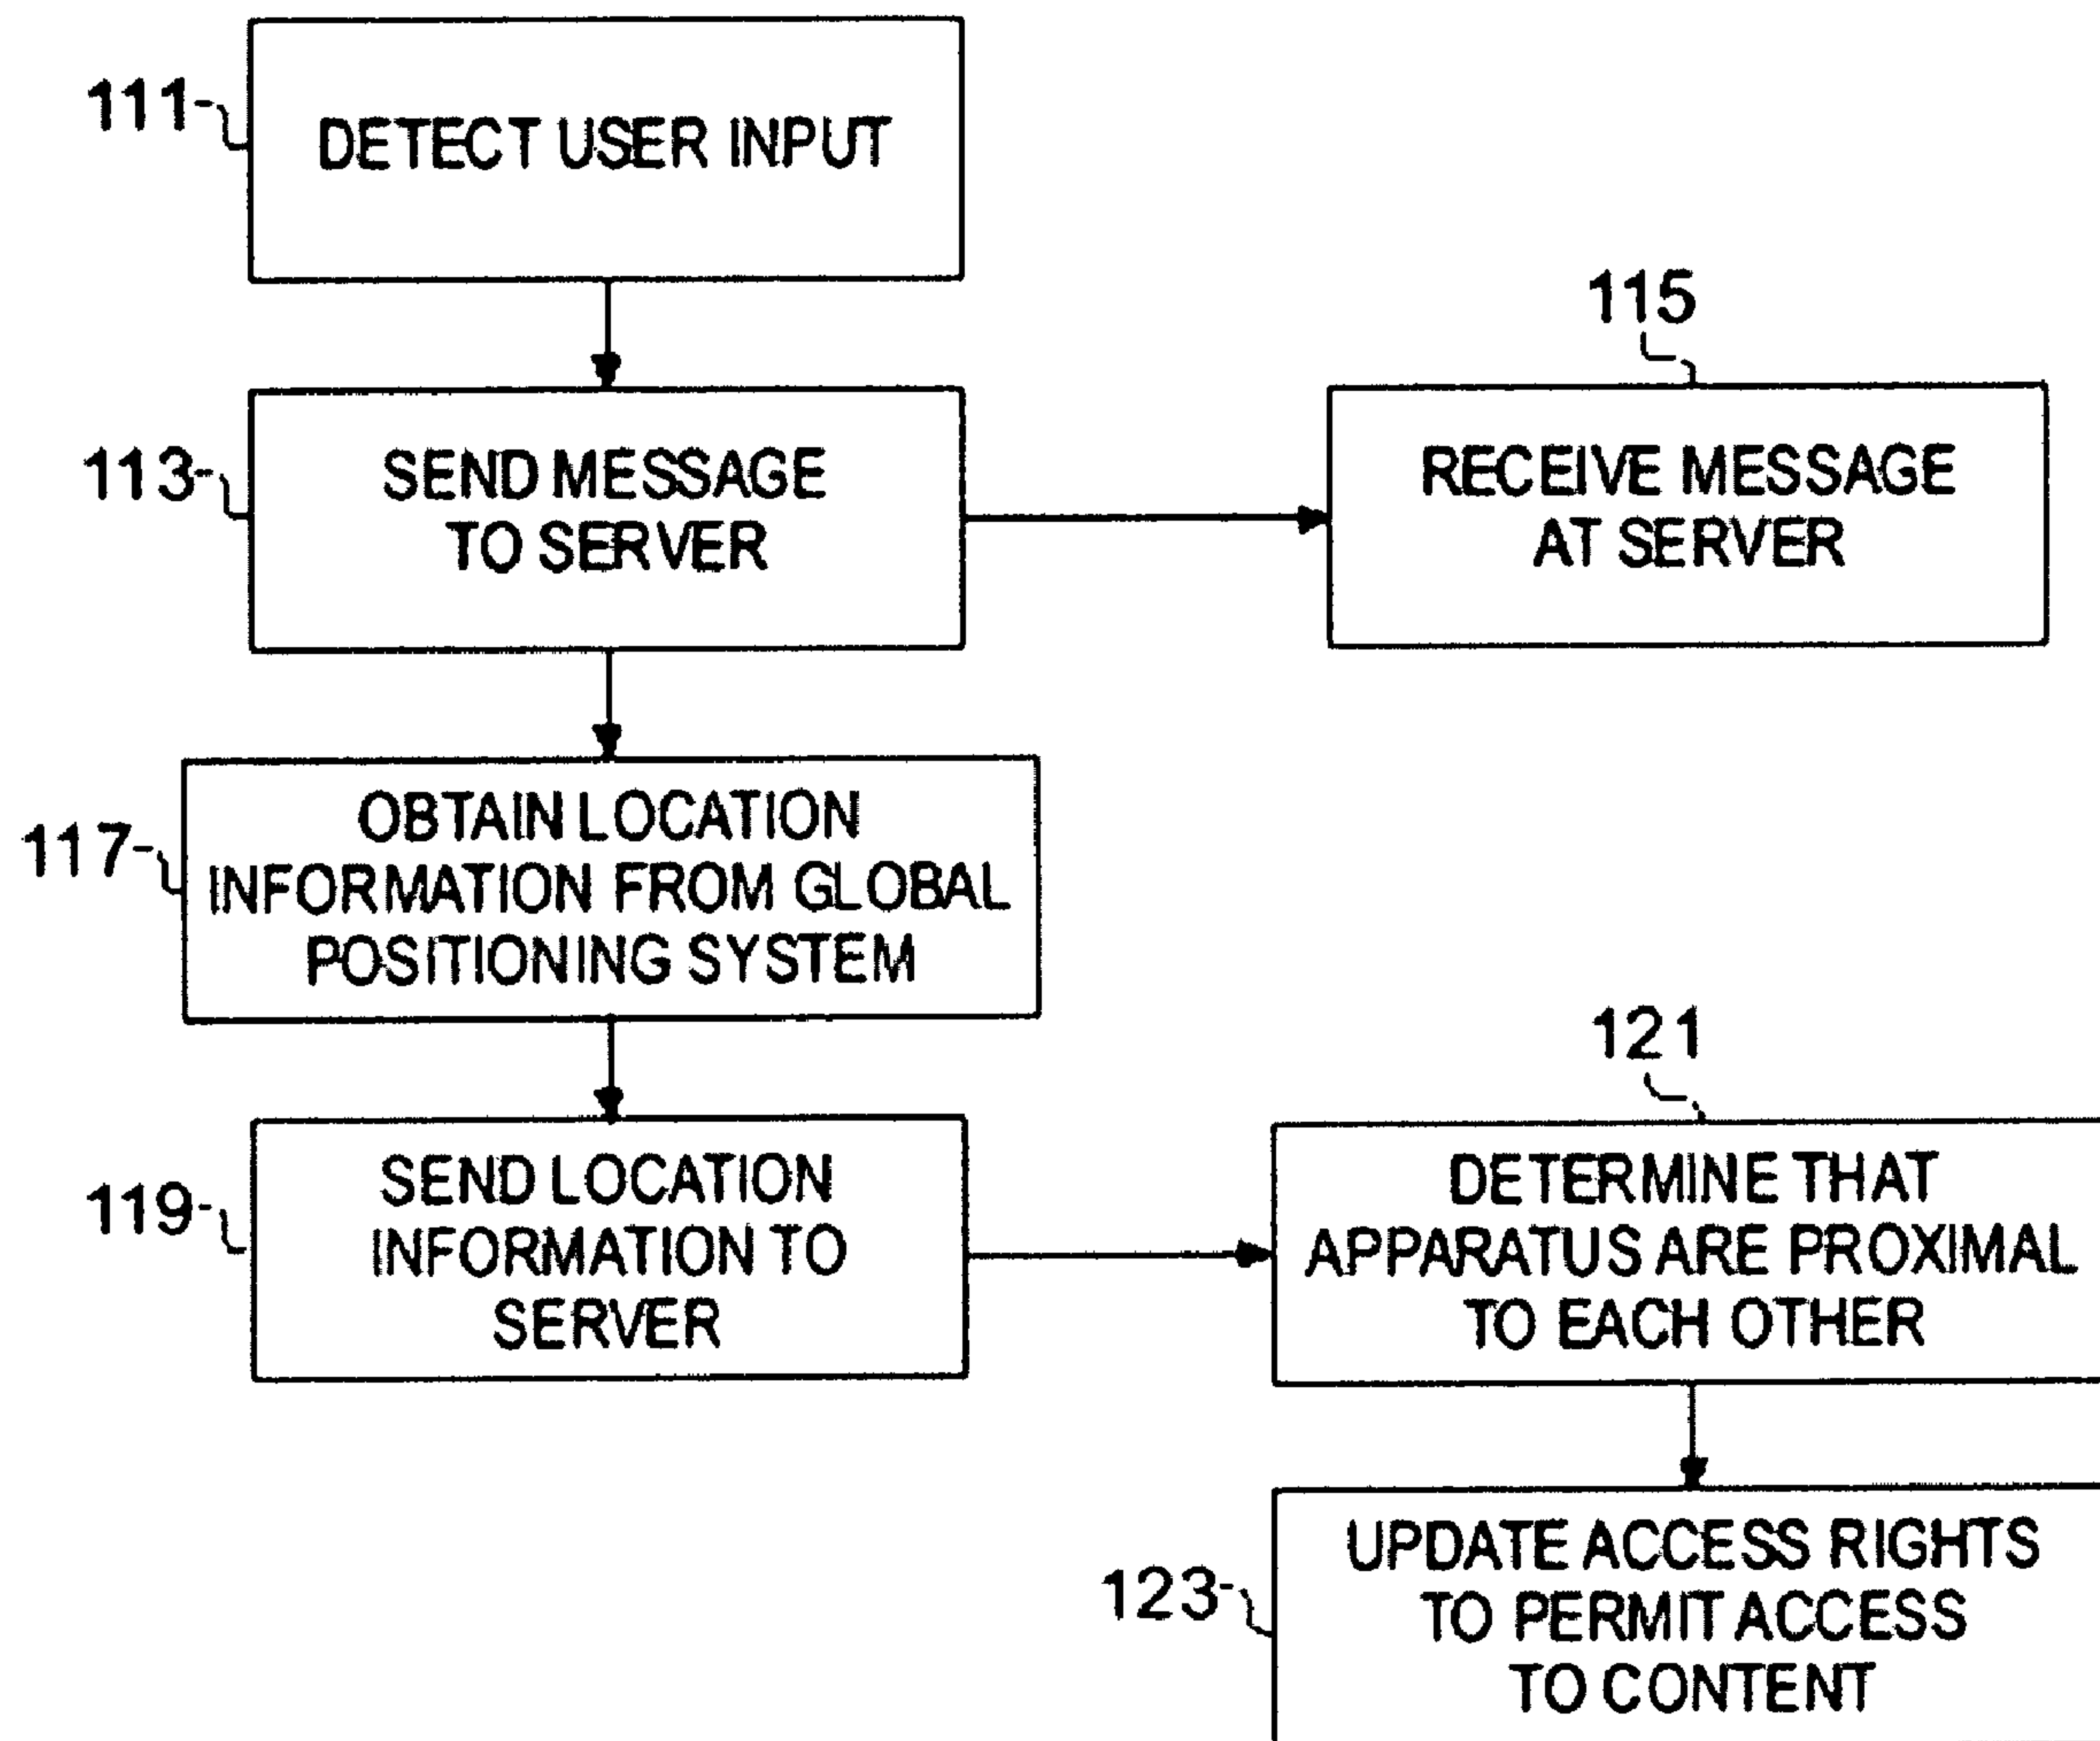 111
DETECT USER INPUT
113
SEND MESSAGE
TO SERVER
115
RECEIVE MESSAGE
AT SERVER
117
OBTAIN LOCATION
INFORMATION FROM GLOBAL
POSITIONING SYSTEM
119
SEND LOCATION
INFORMATION TO
SERVER
121
DETERMINE THAT
APPARATUS ARE PROXIMAL
TO EACH OTHER
123
UPDATE ACCESS RIGHTS
TO PERMIT ACCESS
TO CONTENT